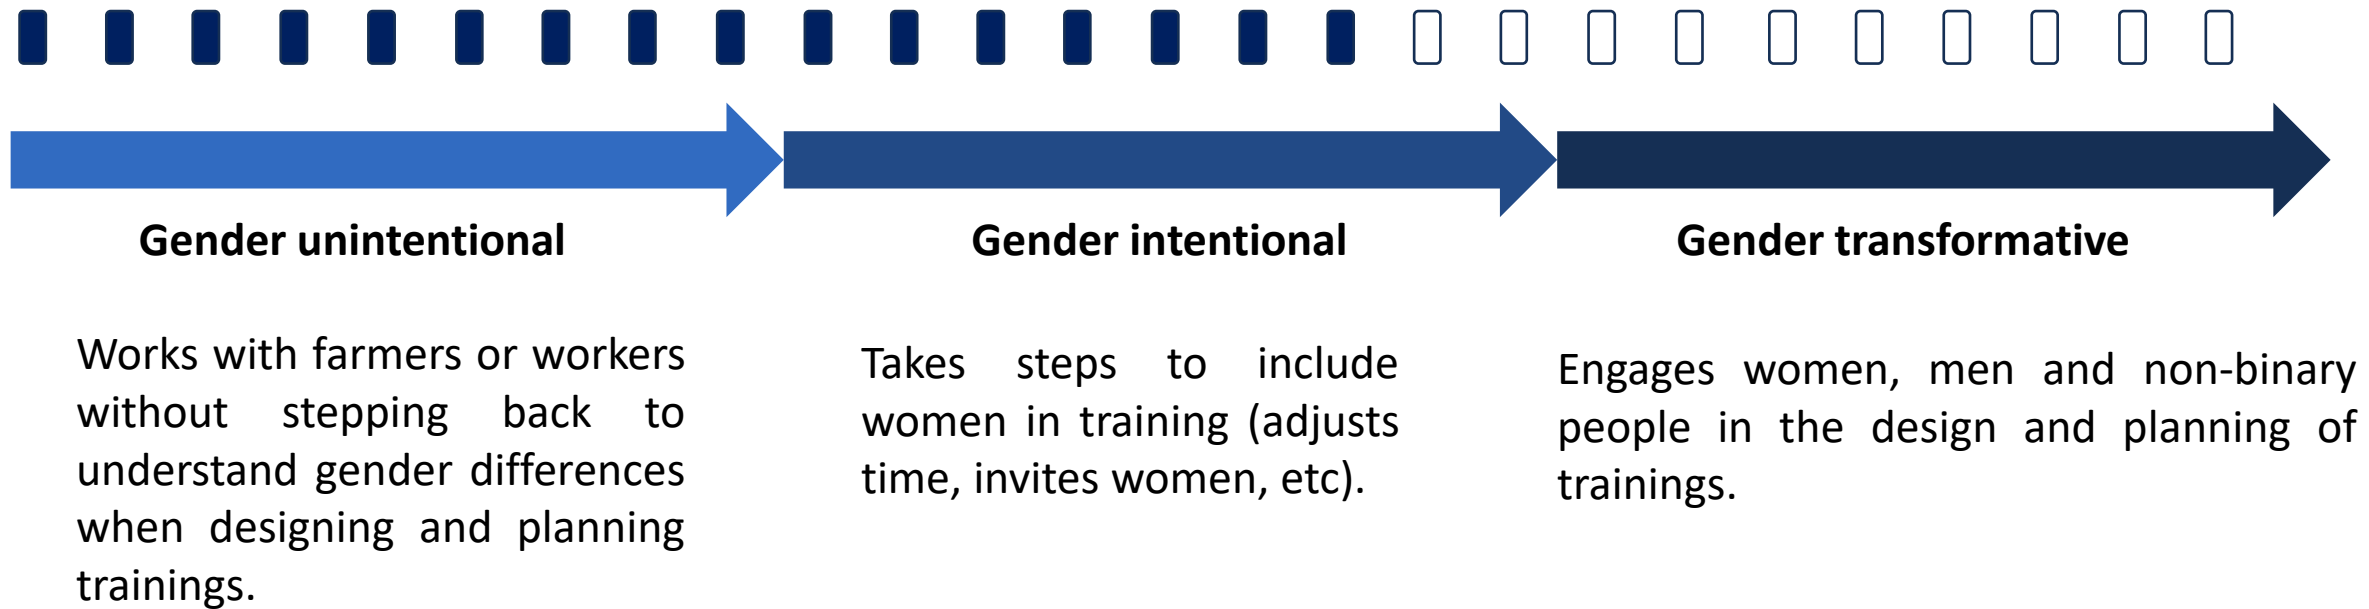 Gender unintentional
Works with farmers or workers
without stepping back to
understand gender differences
when designing and planning
trainings.
Gender intentional
Takes steps to include
women in training (adjusts
time, invites women, etc).
Gender transformative
Engages women, men and non-binary
people in the design and planning of
trainings.